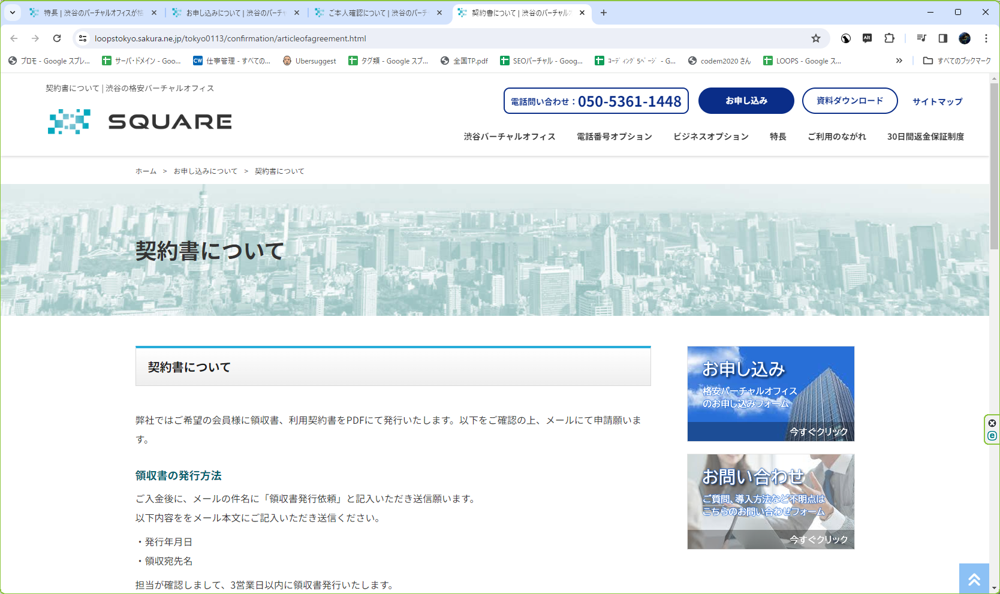 特長 | 渋谷のバーチャルオフィスが格
お申し込みについて | 渋谷のバーチャ
ご本人確認について | 渋谷のバーチ
契約書について | 渋谷のバーチャルオ
loopstokyo.sakura.ne.jp/tokyo0113/confirmation/articleofagreement.html
プロモ - Google スプレ...
サーバ・ドメイン - Goo...
CW 仕事管理 - すべての...
Ubersuggest
タグ類 - Google スプ...
全国TP.pdf
SEOバーチャル - Goog...
コーディング 5ページ - G...
codem2020 さん
LOOPS - Google ス...
»
すべてのブックマーク
契約書について | 渋谷の格安バーチャルオフィス
SQUARE
電話問い合わせ：050-5361-1448
お申し込み
資料ダウンロード
サイトマップ
渋谷バーチャルオフィス
電話番号オプション
ビジネスオプション
特長
ご利用のながれ
30日間返金保証制度
ホーム > お申し込みについて > 契約書について
契約書について
契約書について
弊社ではご希望の会員様に領収書、利用契約書をPDFにて発行いたします。以下をご確認の上、メールにて申請願いま
す。
領収書の発行方法
ご入金後に、メールの件名に「領収書発行依頼」と記入いただき送信願います。
以下内容ををメール本文にご記入いただき送信ください。
・発行年月日
・領収宛先名
担当が確認しまして、3営業日以内に領収書発行いたします。
お申し込み
格安バーチャルオフィス
のお申し込みフォーム
今すぐクリック
お問い合わせ
ご質問、導入方法など不明点は
こちらのお問い合わせフォーム
今すぐクリック